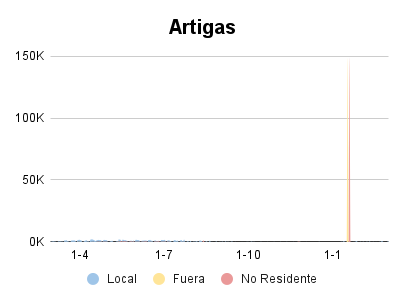 Artigas
150K
100K
50K
0K
1-4 1-7 1-10 1-1
Local Fuera No Residente